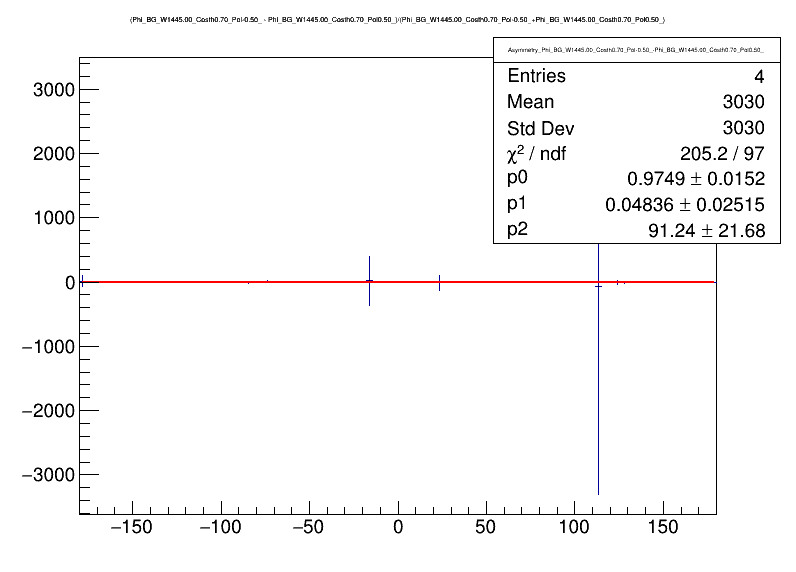 (Phi_BG_W1445.00_Costh0.70_Pol-0.50_ - Phi_BG_W1445.00_Costh0.70_Pol0.50_)/(Phi_BG_W1445.00_Costh0.70_Pol-0.50_+Phi_BG_W1445.00_Costh0.70_Pol0.50_)
Asymmetry_Phi_BG_W1445.00_Costh0.70_Pol-0.50_-Phi_BG_W1445.00_Costh0.70_Pol0.50_
Entries 4
Mean 3030
Std Dev 3030
χ² / ndf 205.2 / 97
p0 0.9749 ± 0.0152
p1 0.04836 ± 0.02515
p2 91.24 ± 21.68
3000
2000
1000
0
−1000
−2000
−3000
−150 −100 −50 0 50 100 150